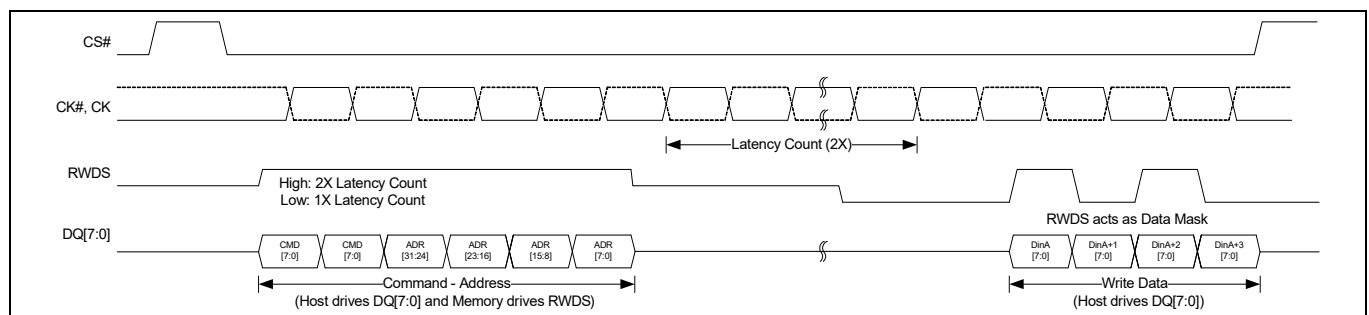 CS#
CK#, CK
Latency Count (2X)
RWDS
High: 2X Latency Count
Low: 1X Latency Count
RWDS acts as Data Mask
DQ[7:0]
CMD
[7:0]
CMD
[7:0]
ADR
[31:24]
ADR
[23:16]
ADR
[15:8]
ADR
[7:0]
DinA
[7:0]
DinA+1
[7:0]
DinA+2
[7:0]
DinA+3
[7:0]
Command - Address
(Host drives DQ[7:0] and Memory drives RWDS)
Write Data
(Host drives DQ[7:0])